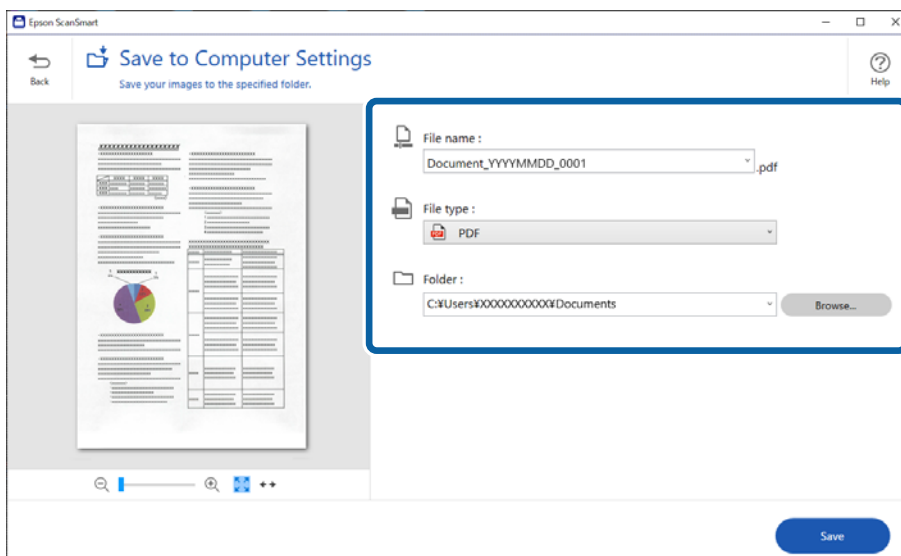 Epson ScanSmart
Back
Save to Computer Settings
Save your images to the specified folder.
Help
File name :
Document_YYYYMMDD_0001
.pdf
File type :
PDF
Folder :
C:¥Users¥XXXXXXXXXX¥Documents
Browse...
Save